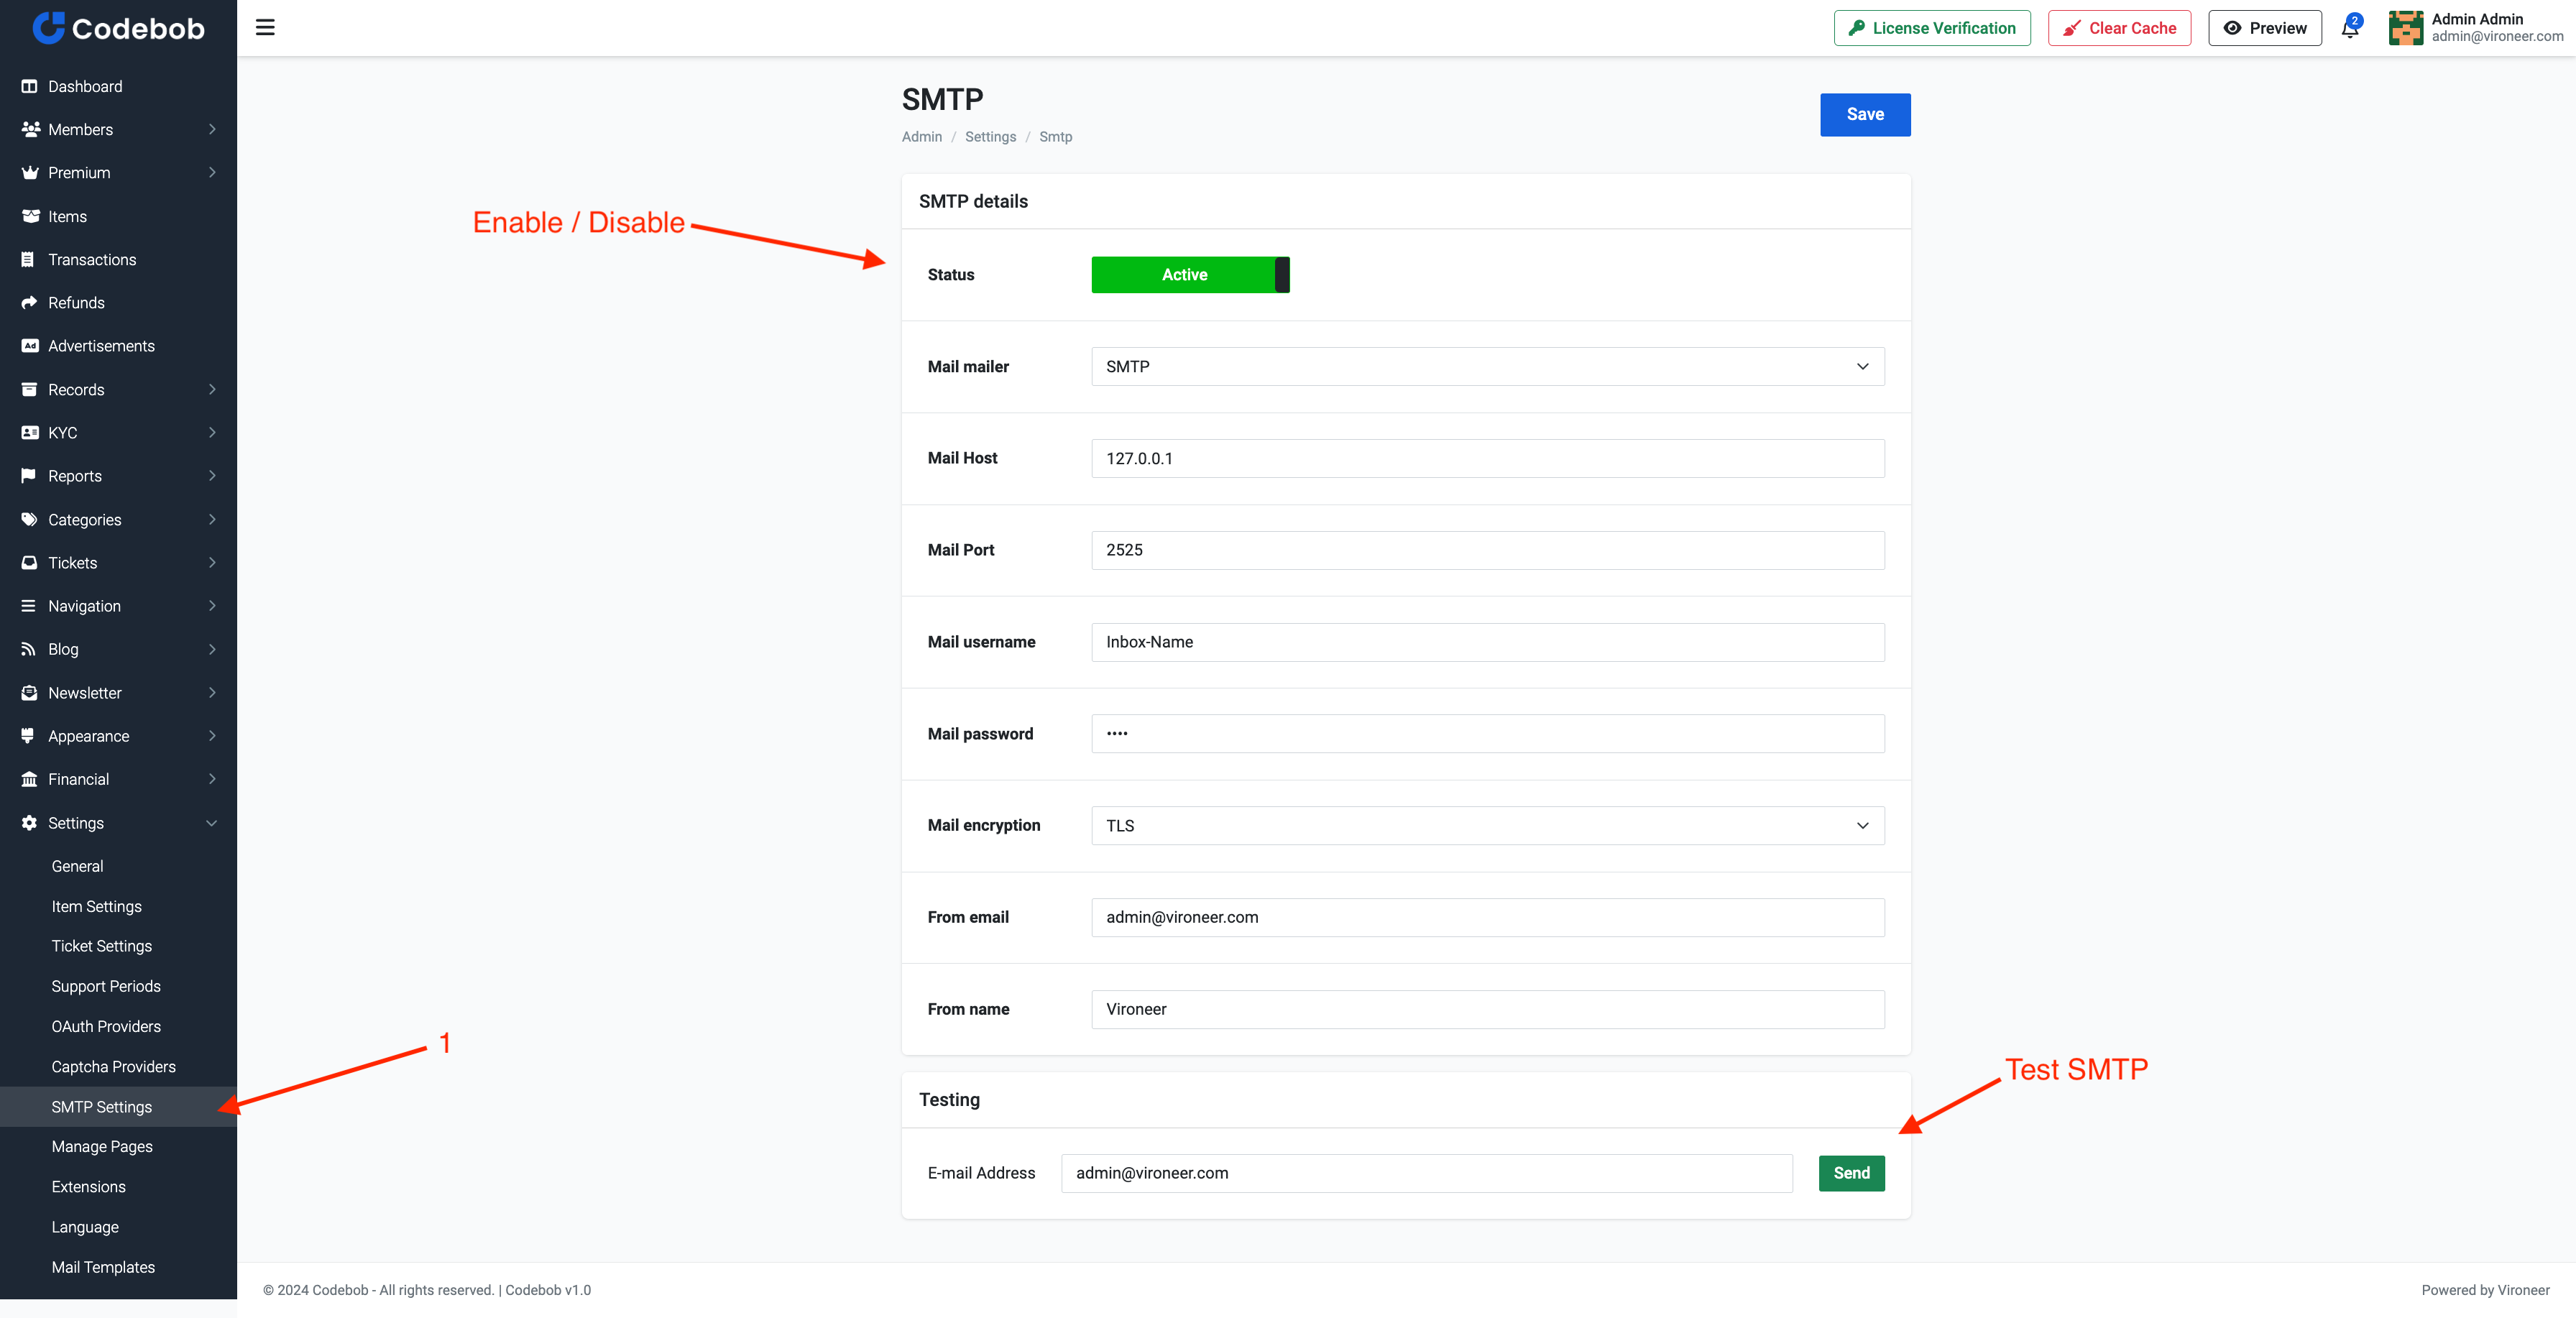 Codebob
License Verification
Clear Cache
Preview
2
Admin Admin
admin@vironeer.com
Dashboard
Members
Premium
Items
Transactions
Refunds
Ad Advertisements
Records
KYC
Reports
Categories
Tickets
Navigation
Blog
Newsletter
Appearance
Financial
Settings
General
Item Settings
Ticket Settings
Support Periods
OAuth Providers
Captcha Providers
SMTP Settings
Manage Pages
Extensions
Language
Mail Templates
1
SMTP
Admin / Settings / Smtp
Save
SMTP details
Enable / Disable
Status Active
Mail mailer SMTP
Mail Host 127.0.0.1
Mail Port 2525
Mail username Inbox-Name
Mail password ••••
Mail encryption TLS
From email admin@vironeer.com
From name Vironeer
Test SMTP
Testing
E-mail Address admin@vironeer.com Send
© 2024 Codebob - All rights reserved. | Codebob v1.0
Powered by Vironeer